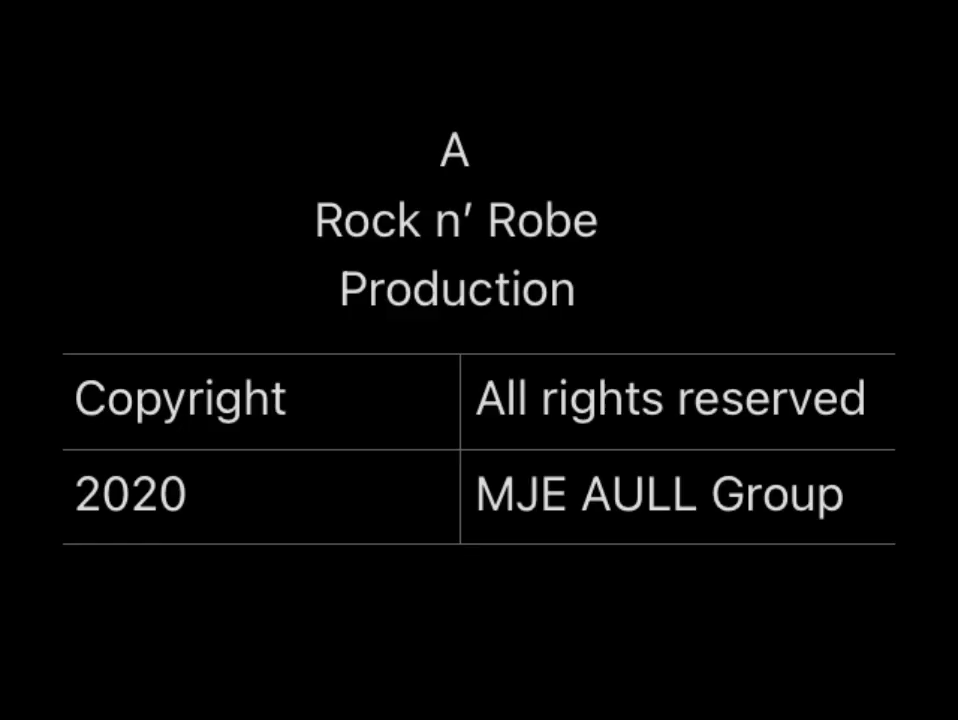 A
Rock n’ Robe
Production
Copyright All rights reserved
2020 MJE AULL Group